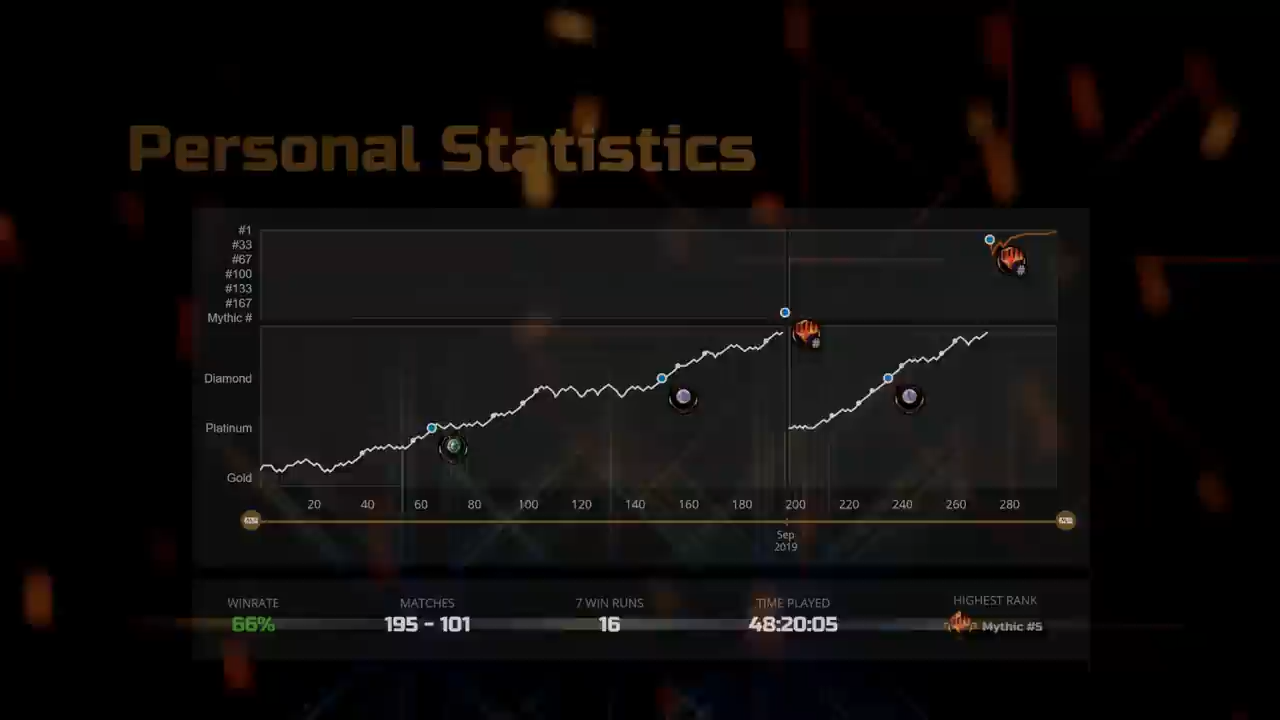 Personal Statistics
#1
#33
#67
#100
#133
#167
Mythic #
#
#
Diamond
Platinum
Gold
20 40 60 80 100 120 140 160 180 200 220 240 260 280
Sep
2019
WINRATE MATCHES 7 WIN RUNS TIME PLAYED HIGHEST RANK
66% 195 - 101 16 48:20:05 Mythic #5